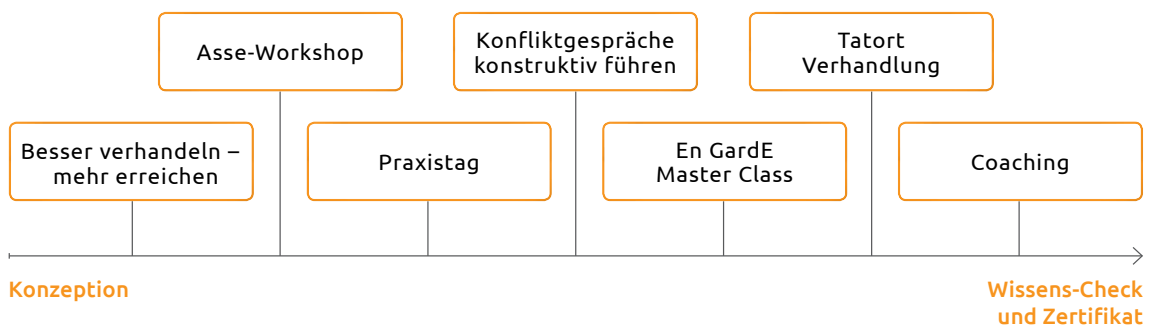 Besser verhandeln –
mehr erreichen
Asse-Workshop
Praxistag
Konfliktgespräche
konstruktiv führen
En GardE
Master Class
Tatort
Verhandlung
Coaching
Konzeption
Wissens-Check
und Zertifikat